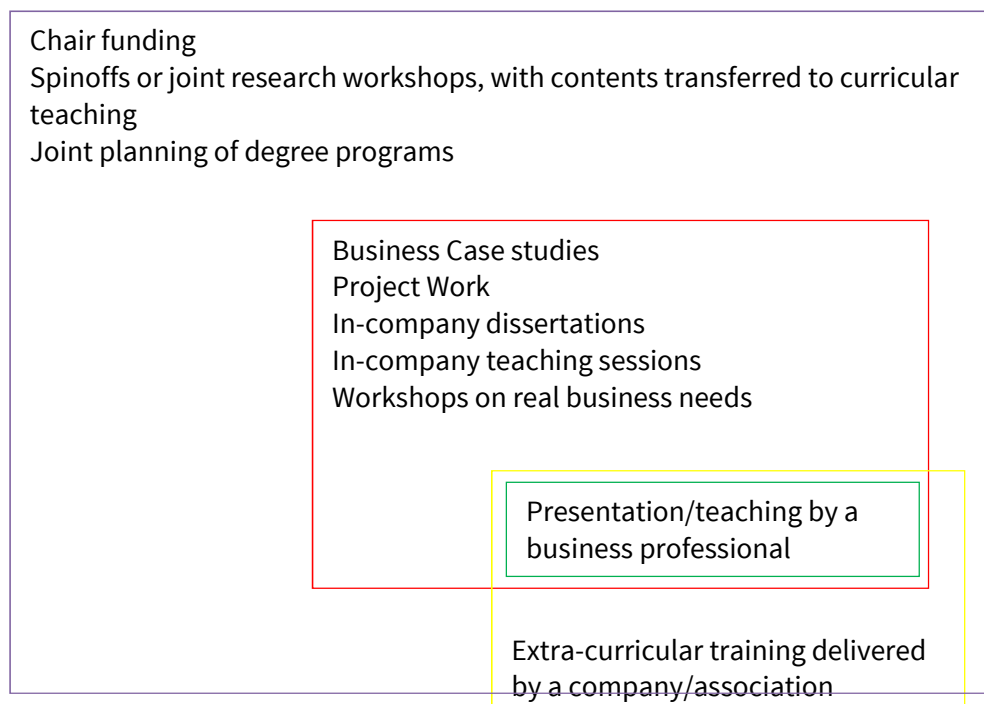 Chair funding
Spinoffs or joint research workshops, with contents transferred to curricular
teaching
Joint planning of degree programs
Business Case studies
Project Work
In-company dissertations
In-company teaching sessions
Workshops on real business needs
Presentation/teaching by a
business professional
Extra-curricular training delivered
by a company/association